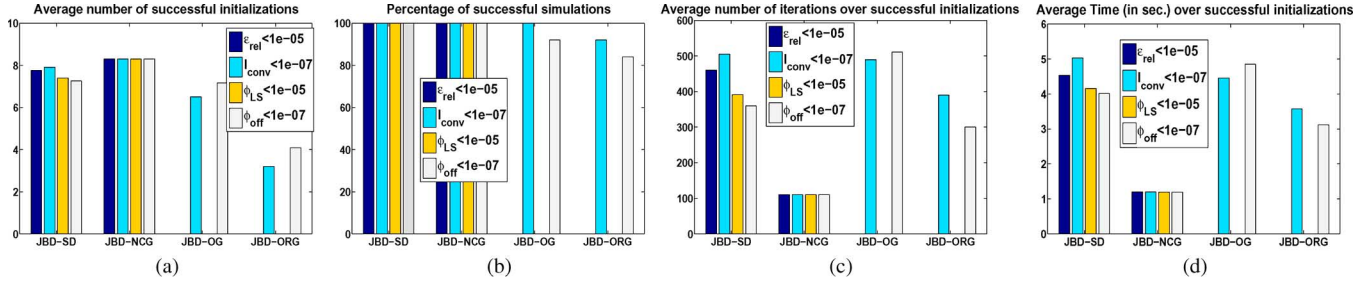 Average number of successful initializations
10
8
6
4
2
0
ε_rel<1e−05
I_conv<1e−07
ϕ_LS<1e−05
ϕ_off<1e−07
JBD−SD JBD−NCG JBD−OG JBD−ORG
(a)
Percentage of successful simulations
100
80
60
40
20
0
ε_rel<1e−05
I_conv<1e−07
ϕ_LS<1e−05
ϕ_off<1e−07
JBD−SD JBD−NCG JBD−OG JBD−ORG
(b)
Average number of iterations over successful initializations
600
500
400
300
200
100
ε_rel<1e−05
I_conv<1e−07
ϕ_LS<1e−05
ϕ_off<1e−07
JBD−SD JBD−NCG JBD−OG JBD−ORG
(c)
Average Time (in sec.) over successful initializations
6
5
4
3
2
1
0
ε_rel<1e−05
I_conv<1e−07
ϕ_LS<1e−05
ϕ_off<1e−07
JBD−SD JBD−NCG JBD−OG JBD−ORG
(d)